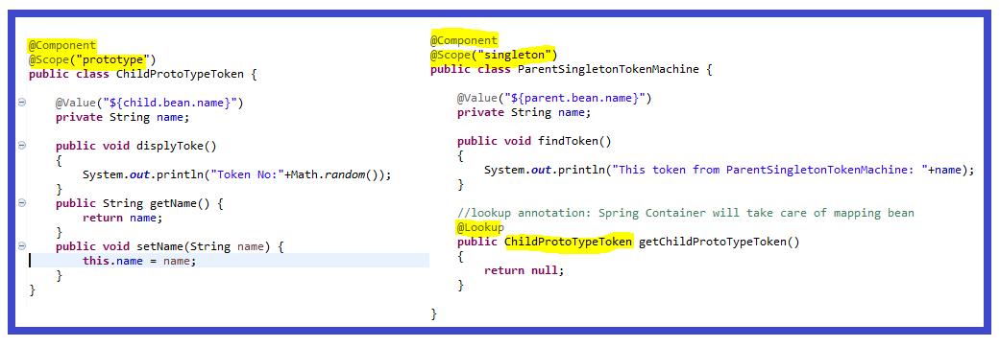 @Component
@Scope("prototype")
public class ChildProtoTypeToken {
@Value("${child.bean.name}")
private String name;
public void displyToke()
{
System.out.println("Token No:"+Math.random());
}
public String getName() {
return name;
}
public void setName(String name) {
this.name = name;
}
}
@Component
@Scope("singleton")
public class ParentSingletonTokenMachine {
@Value("${parent.bean.name}")
private String name;
public void findToken()
{
System.out.println("This token from ParentSingletonTokenMachine: "+name);
}
//lookup annotation: Spring Container will take care of mapping bean
@Lookup
public ChildProtoTypeToken getChildProtoTypeToken()
{
return null;
}
}